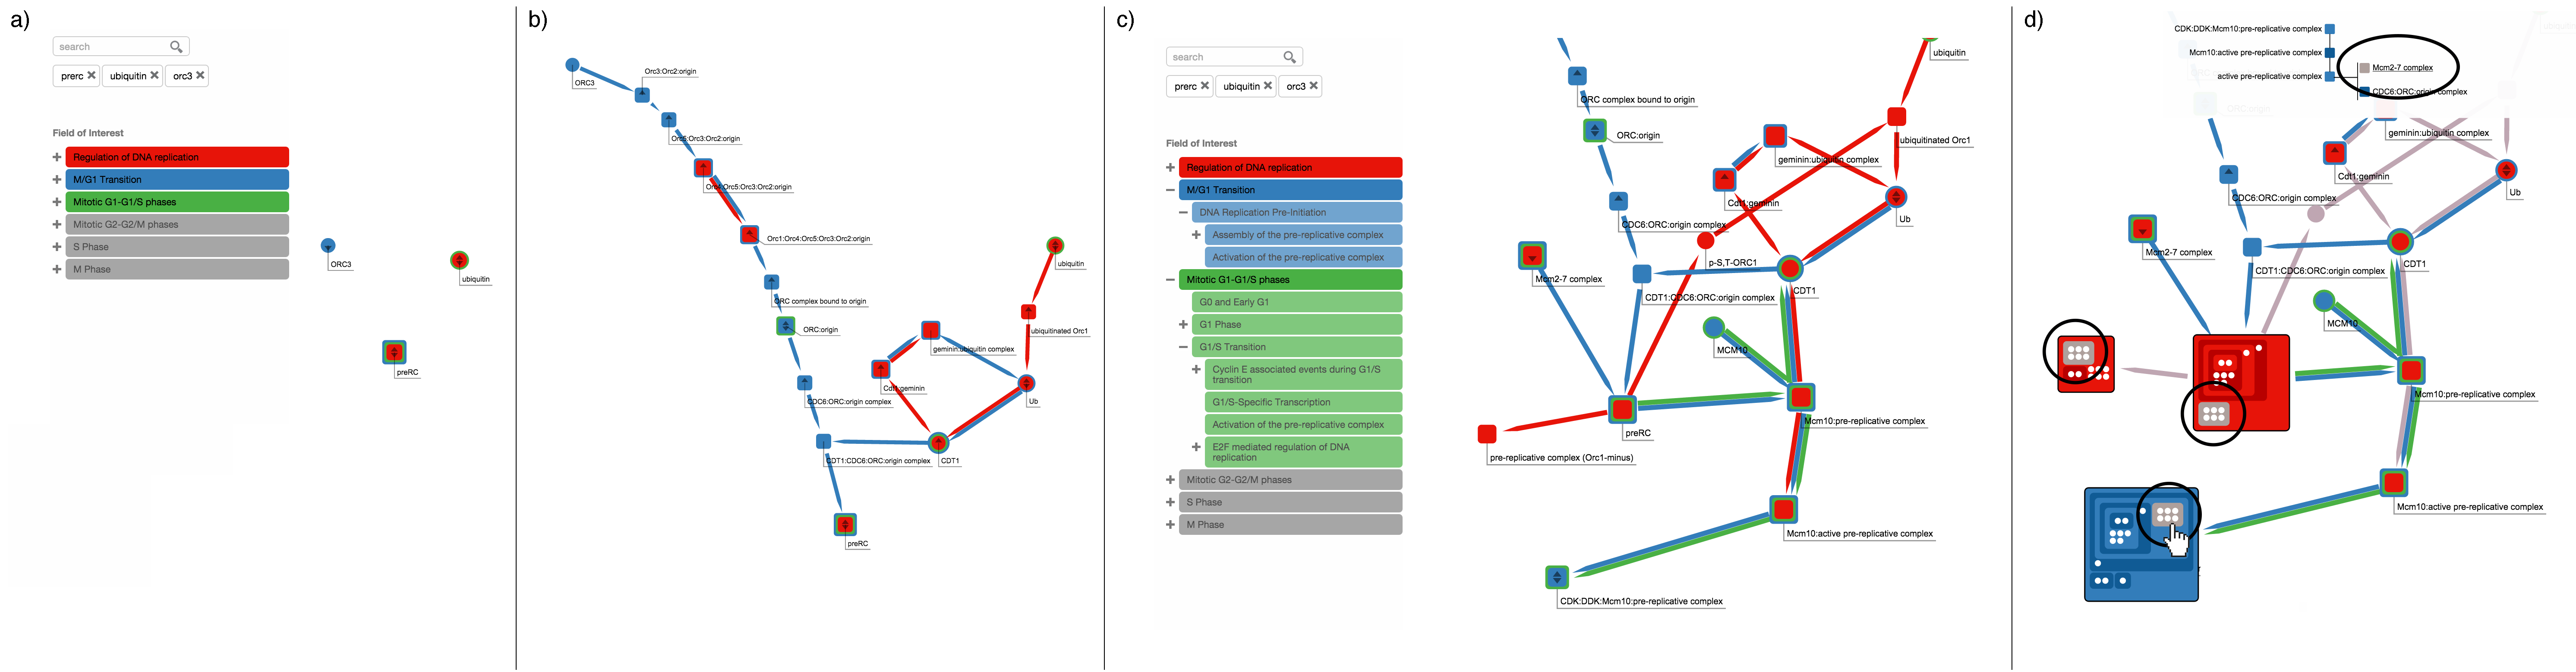 a)
search
prerc ubiquitin orc3
Field of Interest
Regulation of DNA replication
M/G1 Transition
Mitotic G1-G1/S phases
Mitotic G2-G2/M phases
S Phase
M Phase
ORC3
ubiquitin
preRC
b)
ORC3
Orc3:Orc2:origin
Orc5:Orc3:Orc2:origin
Orc4:Orc5:Orc3:Orc2:origin
Orc1:Orc4:Orc5:Orc3:Orc2:origin
ubiquitin
ORC complex bound to origin
ORC:origin
ubiquitinated Orc1
geminin:ubiquitin complex
Cdt1:geminin
CDC6:ORC:origin complex
Ub
CDT1:CDC6:ORC:origin complex
CDT1
preRC
c)
search
prerc ubiquitin orc3
Field of Interest
Regulation of DNA replication
M/G1 Transition
DNA Replication Pre-Initiation
Assembly of the pre-replicative complex
Activation of the pre-replicative complex
Mitotic G1-G1/S phases
G0 and Early G1
G1 Phase
G1/S Transition
Cyclin E associated events during G1/S
transition
G1/S-Specific Transcription
Activation of the pre-replicative complex
E2F mediated regulation of DNA
replication
Mitotic G2-G2/M phases
S Phase
M Phase
ubiquitin
ORC complex bound to origin
ORC:origin
ubiquitinated Orc1
geminin:ubiquitin complex
Cdt1:geminin
Ub
CDC6:ORC:origin complex
p-S,T-ORC1
Mcm2-7 complex
CDT1
CDT1:CDC6:ORC:origin complex
MCM10
Mcm10:pre-replicative complex
preRC
pre-replicative complex (Orc1-minus)
Mcm10:active pre-replicative complex
CDK:DDK:Mcm10:pre-replicative complex
d)
CDK:DDK:Mcm10:pre-replicative complex
Mcm10:active pre-replicative complex
Mcm2-7 complex
active pre-replicative complex
CDC6:ORC:origin complex
ORC:origin
geminin:ubiquitin complex
Cdt1:geminin
Ub
CDC6:ORC:origin complex
Mcm2-7 complex
CDT1
CDT1:CDC6:ORC:origin complex
MCM10
Mcm10:pre-replicative complex
Mcm10:active pre-replicative complex